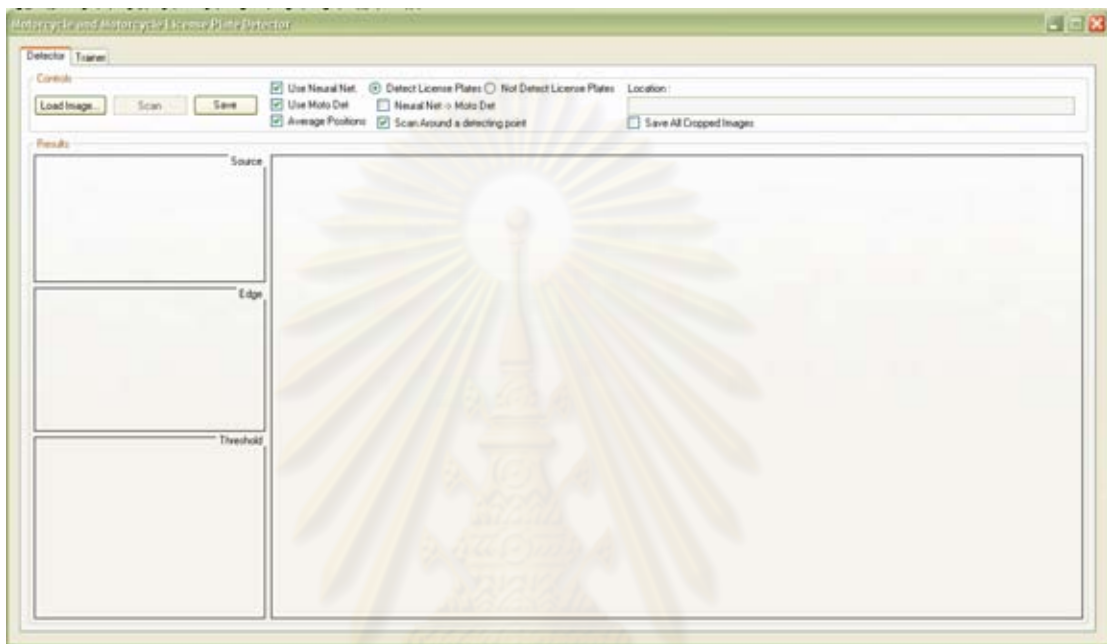 Motorcycle and Motorcycle License Plate Detector
Detector Trainer
Controls
Load Image... Scan Save
Use Neural Net. Detect License Plates Not Detect License Plates Location :
Use Moto Det Neural Net -> Moto Det
Average Positions Scan Around a detecting point Save All Cropped Images
Results
Source
Edge
Threshold